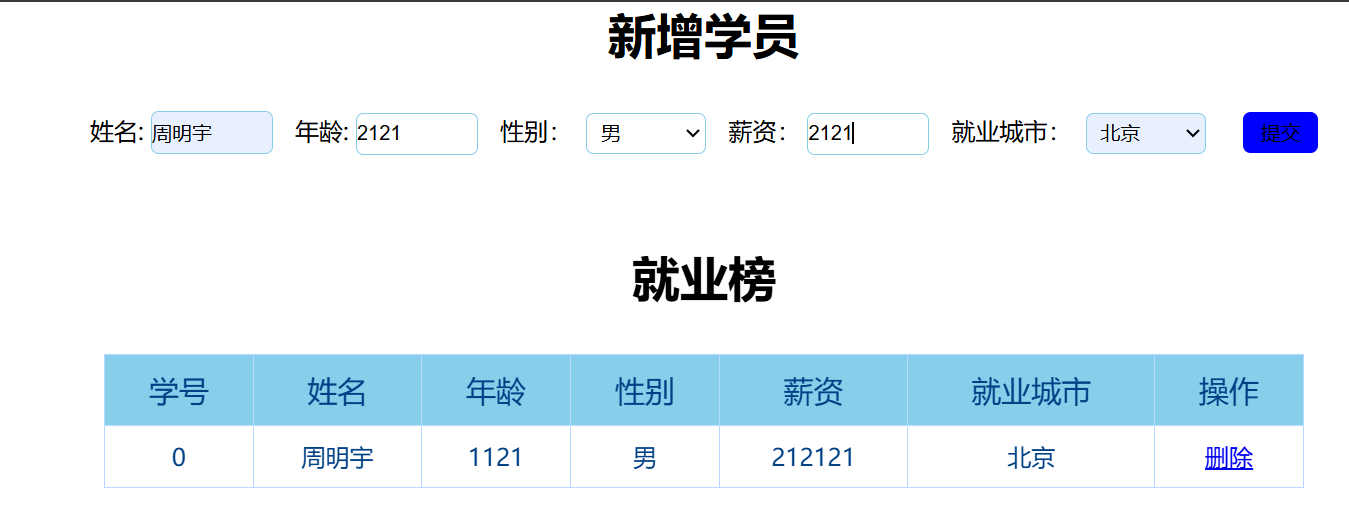 新增学员
姓名: 周明宇 年龄: 2121 性别： 男 薪资： 2121 就业城市： 北京 提交
就业榜
学号 姓名 年龄 性别 薪资 就业城市 操作
0 周明宇 1121 男 212121 北京 删除